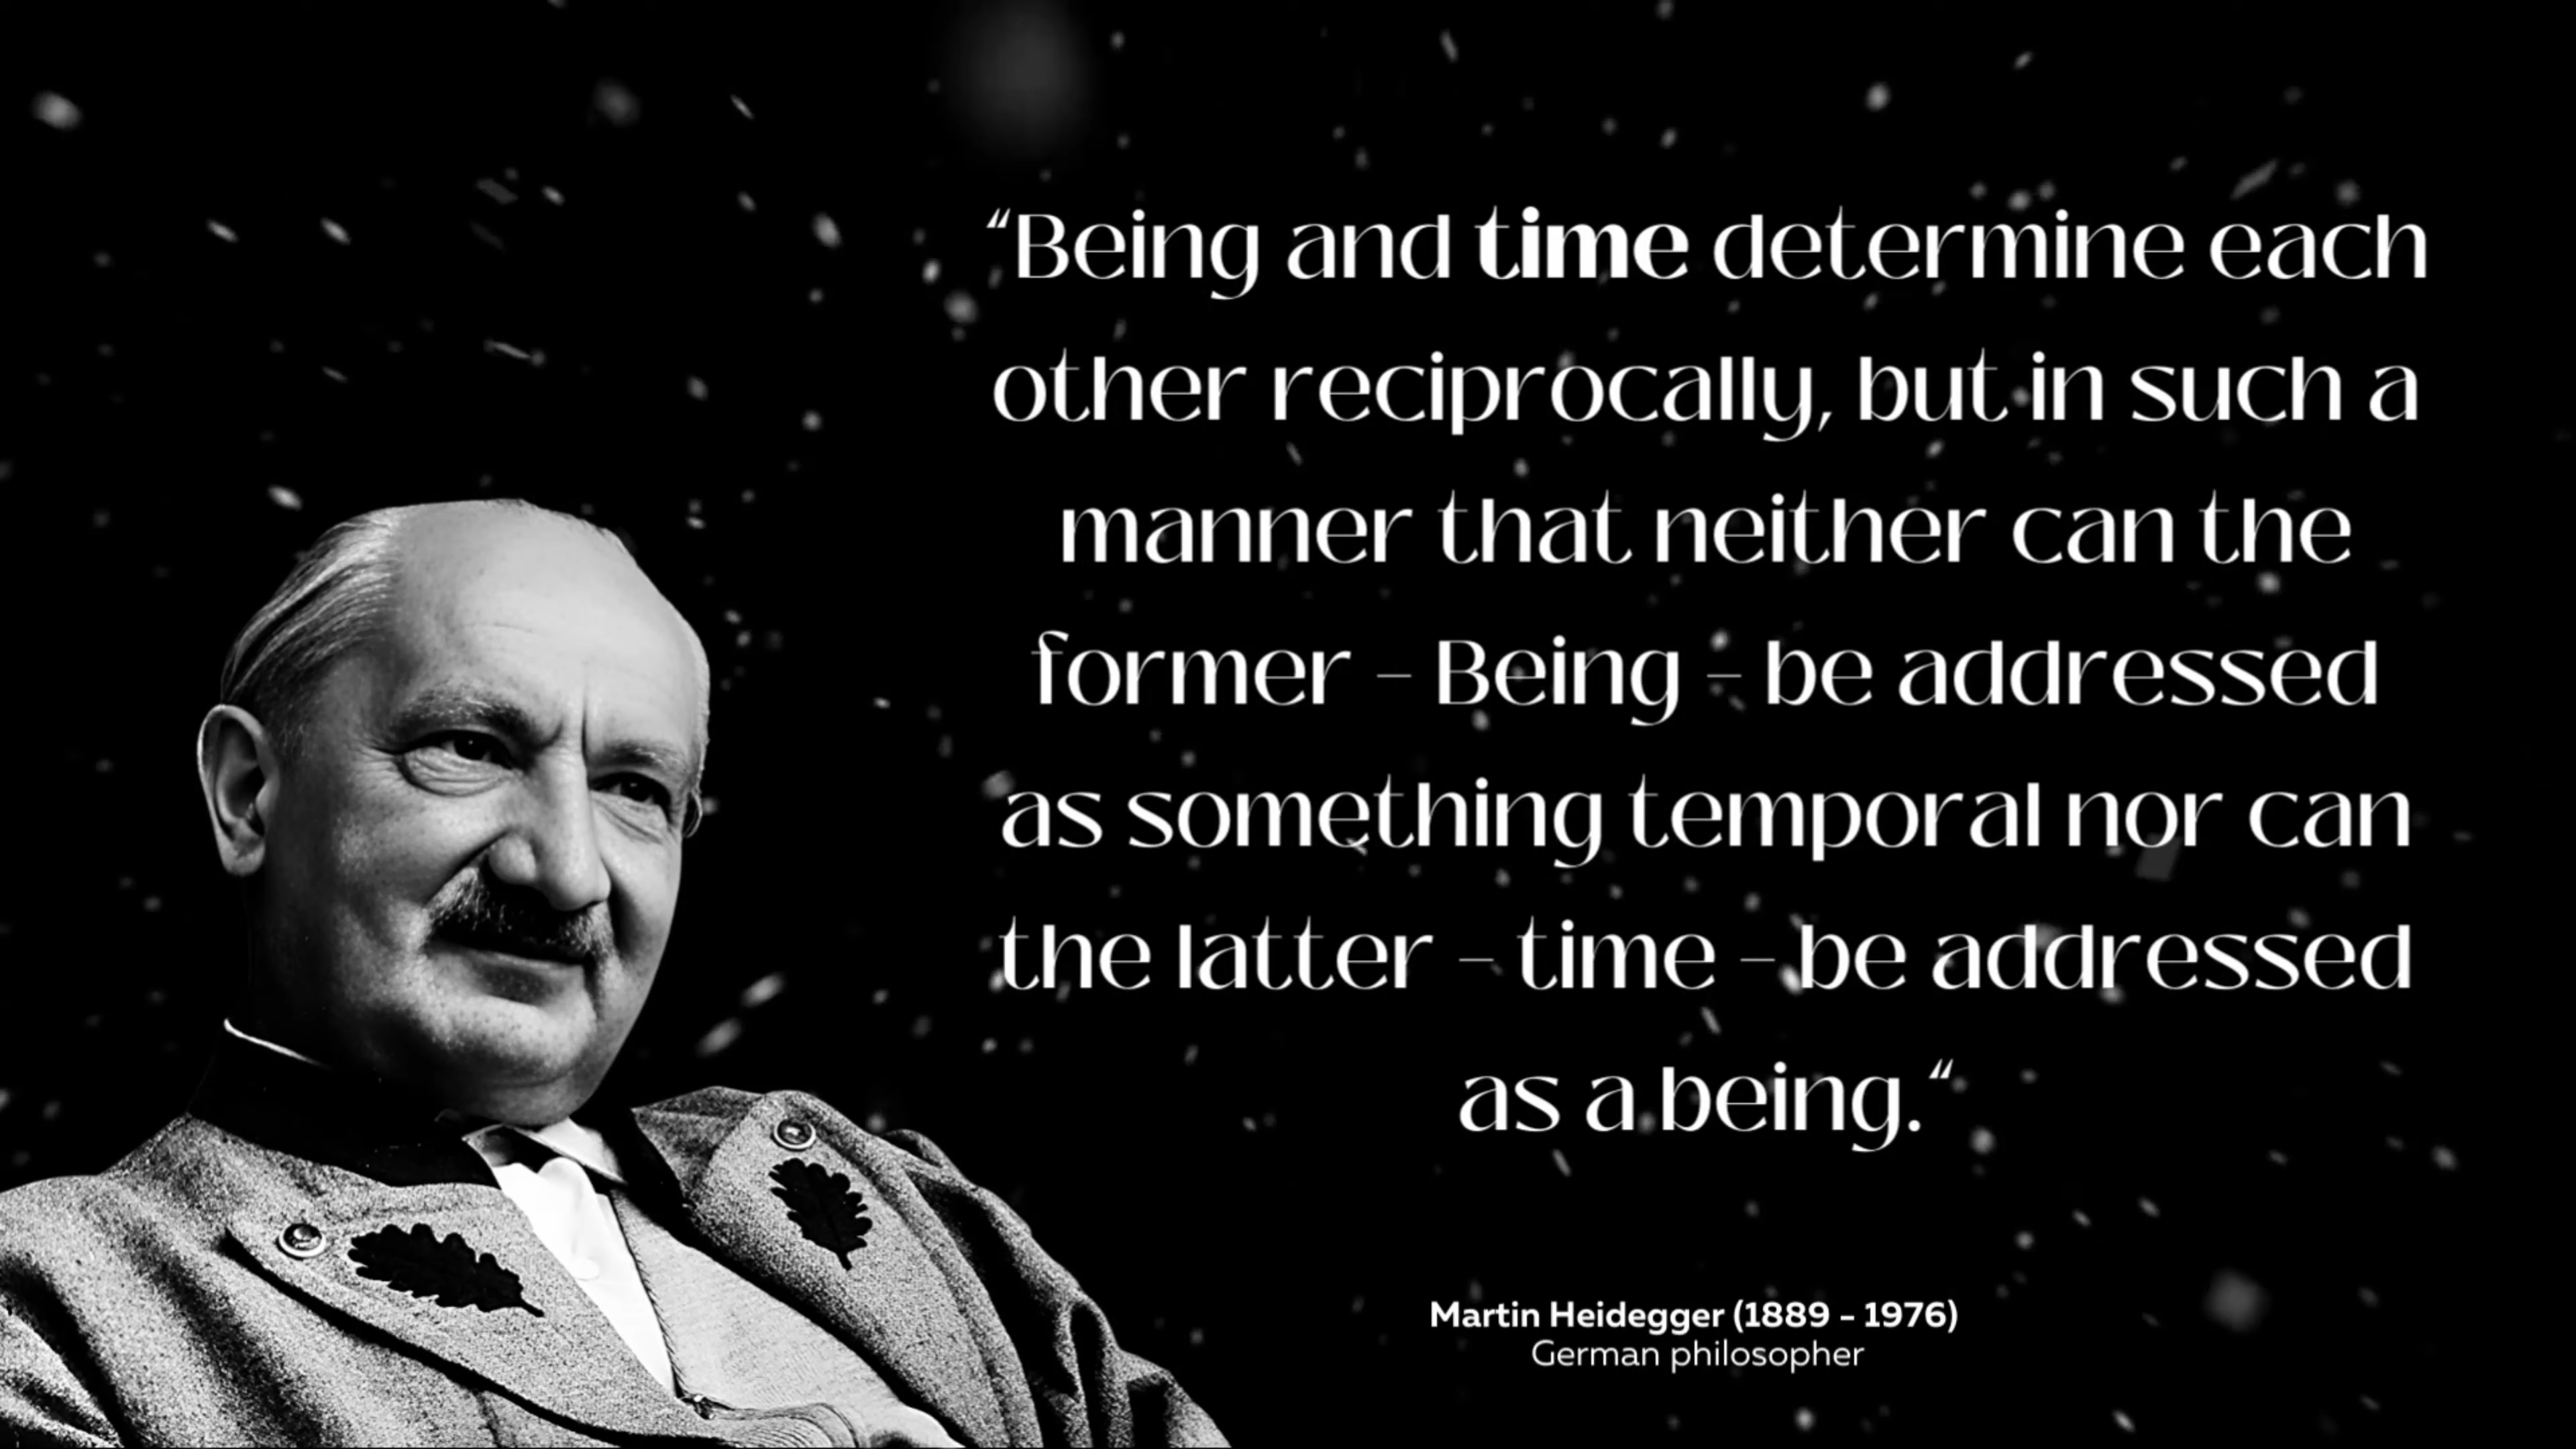 “Being and time determine each
other reciprocally, but in such a
manner that neither can the
former – Being – be addressed
as something temporal nor can
the latter – time – be addressed
as a being.“
Martin Heidegger (1889 – 1976)
German philosopher